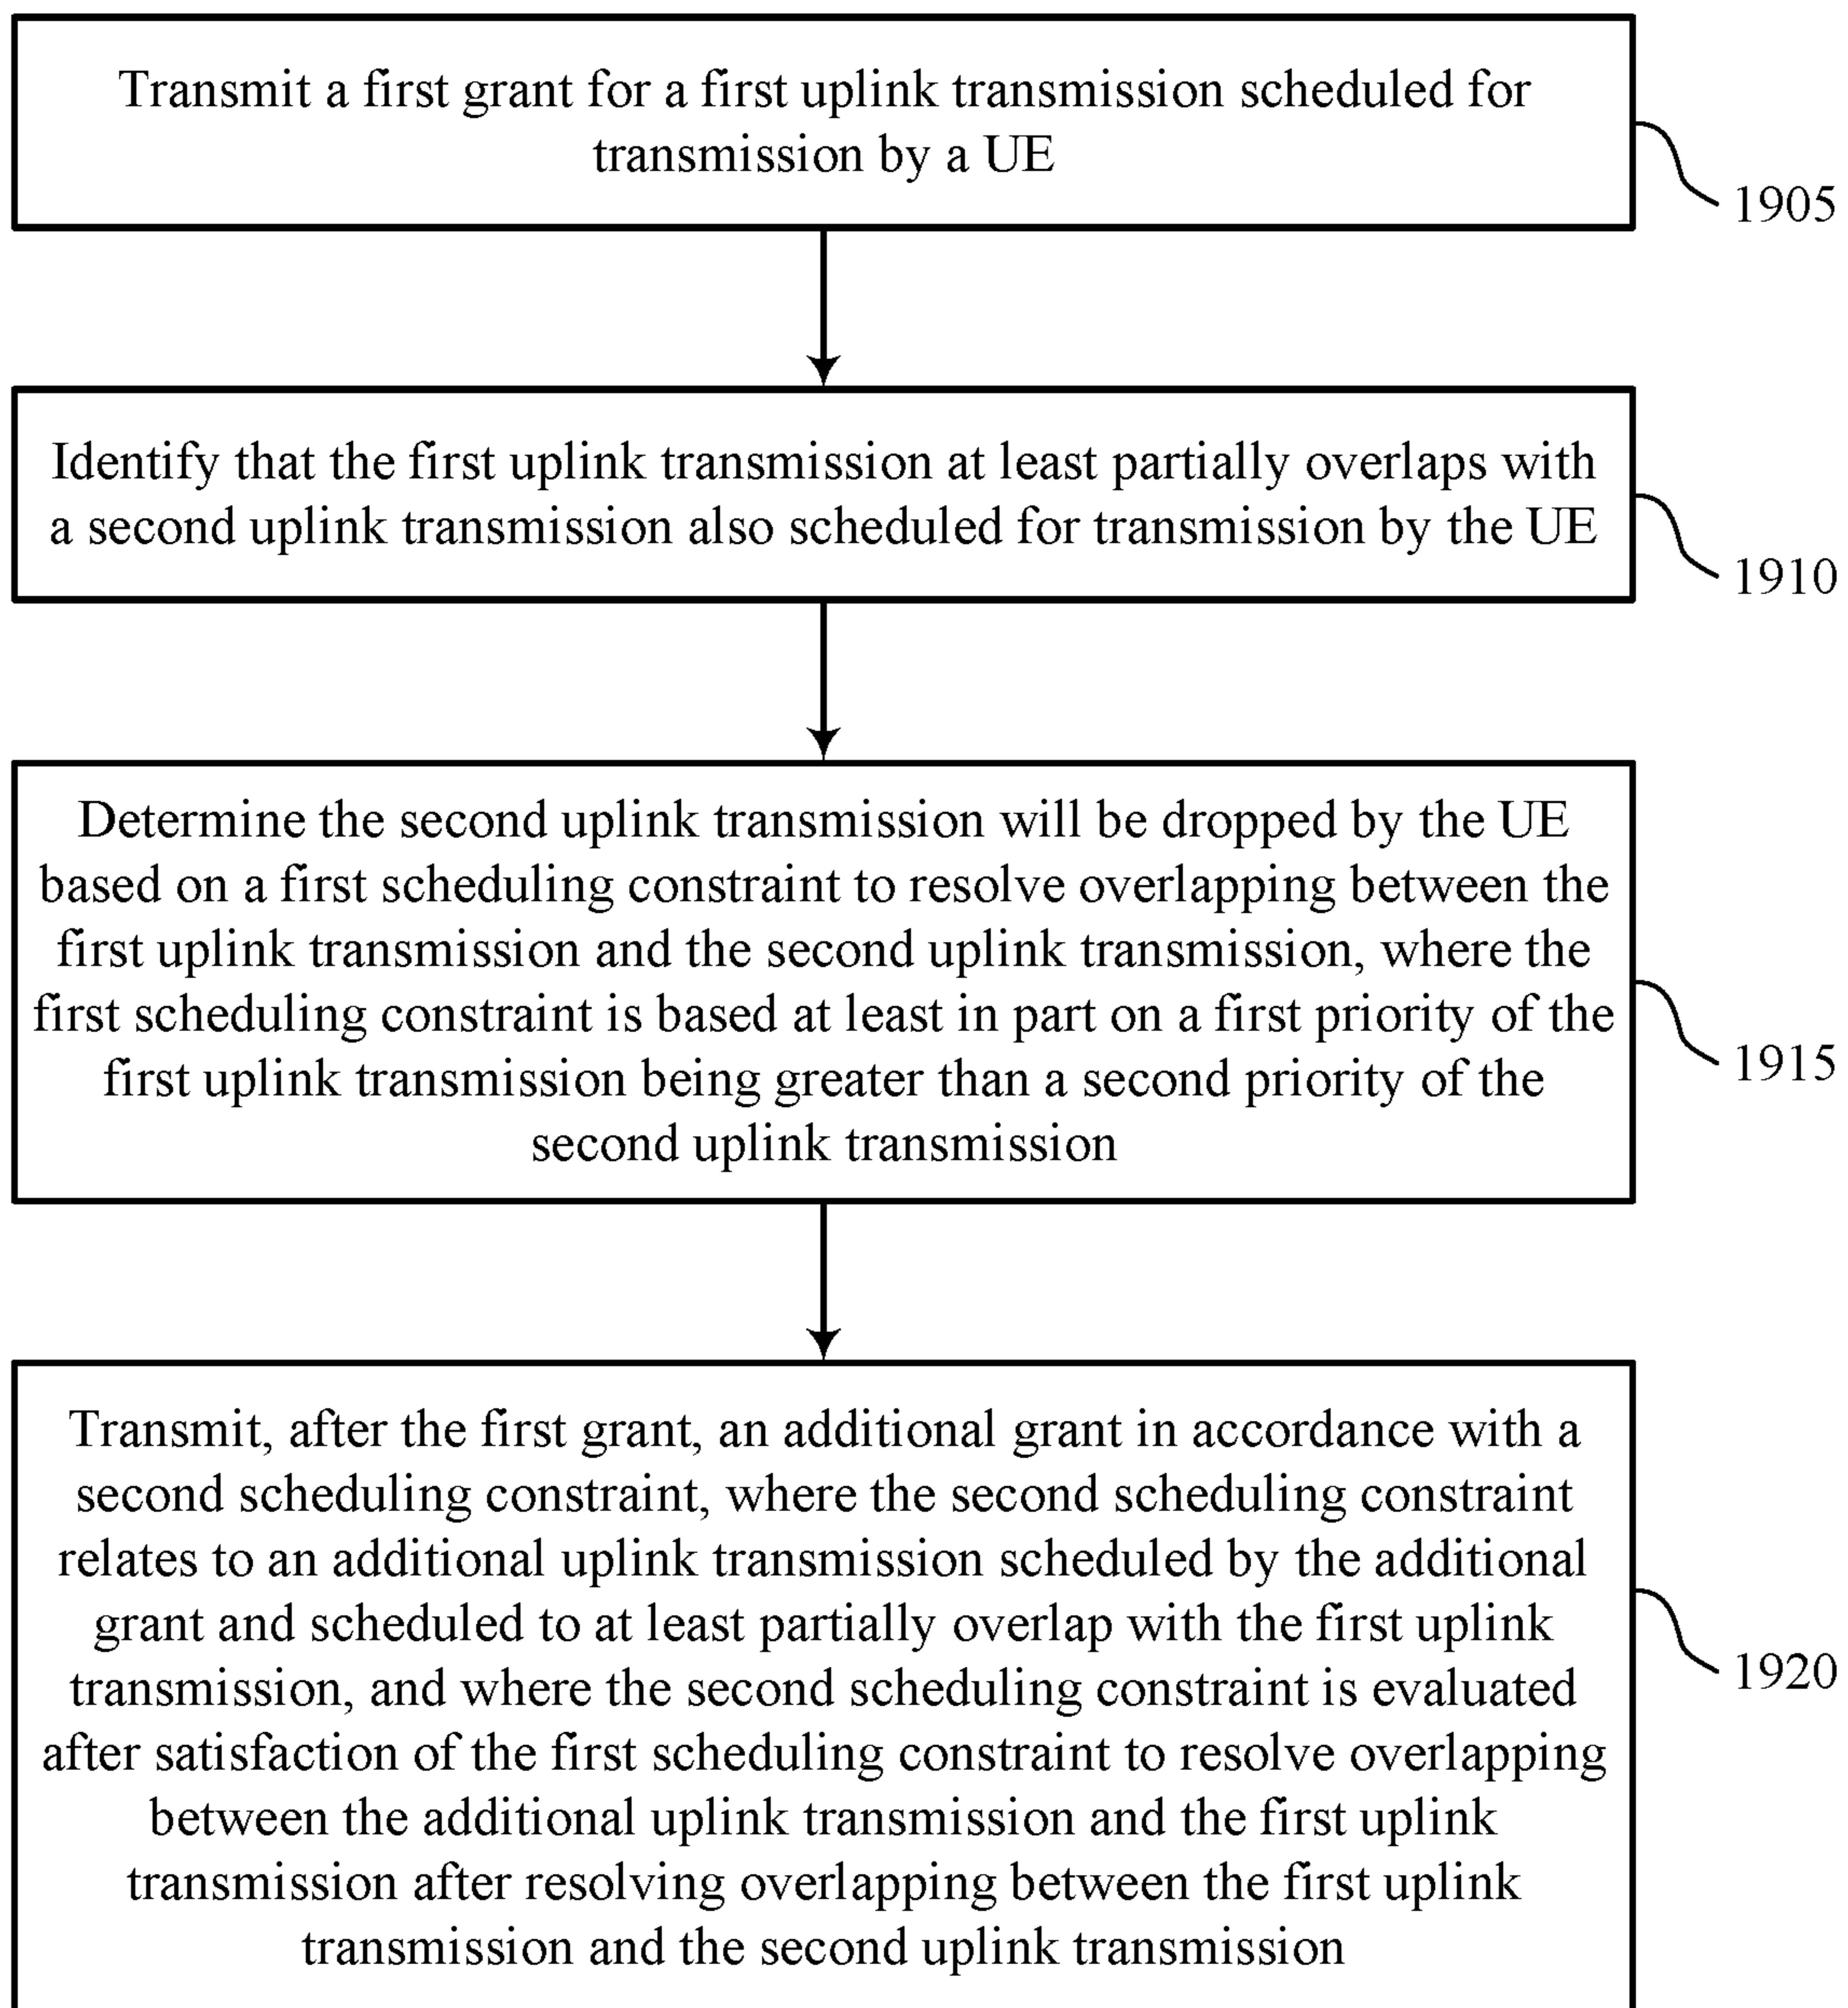 Transmit a first grant for a first uplink transmission scheduled for
transmission by a UE
1905
Identify that the first uplink transmission at least partially overlaps with
a second uplink transmission also scheduled for transmission by the UE
1910
Determine the second uplink transmission will be dropped by the UE
based on a first scheduling constraint to resolve overlapping between the
first uplink transmission and the second uplink transmission, where the
first scheduling constraint is based at least in part on a first priority of the
first uplink transmission being greater than a second priority of the
second uplink transmission
1915
Transmit, after the first grant, an additional grant in accordance with a
second scheduling constraint, where the second scheduling constraint
relates to an additional uplink transmission scheduled by the additional
grant and scheduled to at least partially overlap with the first uplink
transmission, and where the second scheduling constraint is evaluated
after satisfaction of the first scheduling constraint to resolve overlapping
between the additional uplink transmission and the first uplink
transmission after resolving overlapping between the first uplink
transmission and the second uplink transmission
1920